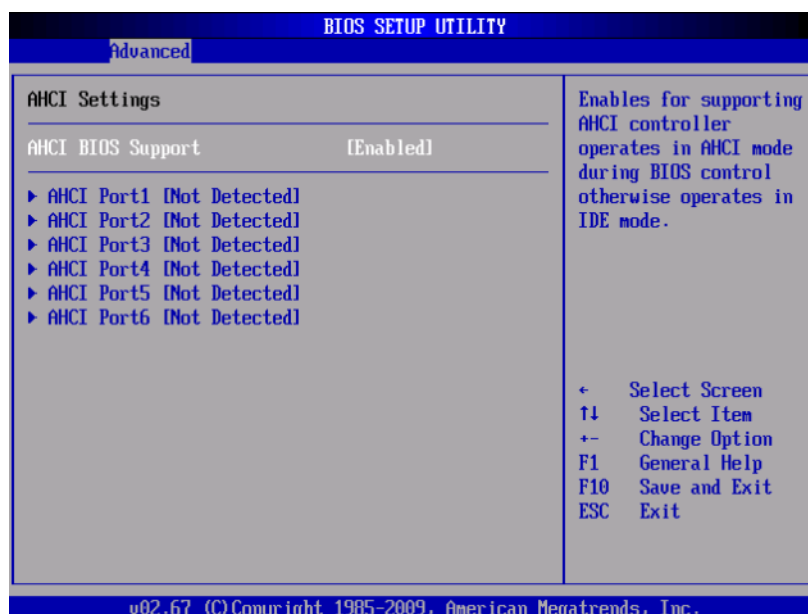 BIOS SETUP UTILITY
Advanced
AHCI Settings
AHCI BIOS Support [Enabled]
▶ AHCI Port1 [Not Detected]
▶ AHCI Port2 [Not Detected]
▶ AHCI Port3 [Not Detected]
▶ AHCI Port4 [Not Detected]
▶ AHCI Port5 [Not Detected]
▶ AHCI Port6 [Not Detected]
Enables for supporting
AHCI controller
operates in AHCI mode
during BIOS control
otherwise operates in
IDE mode.
← Select Screen
↑↓ Select Item
+- Change Option
F1 General Help
F10 Save and Exit
ESC Exit
v02.67 (C)Copyright 1985-2009, American Megatrends, Inc.